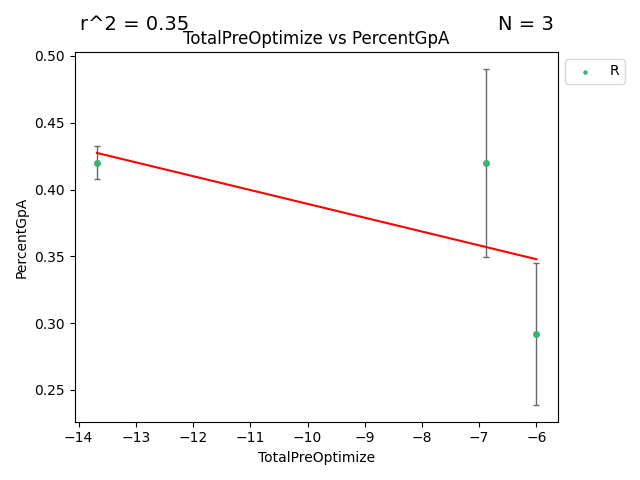 r^2 = 0.35
N = 3
TotalPreOptimize vs PercentGpA
R
0.50
0.45
0.40
0.35
0.30
0.25
PercentGpA
−14 −13 −12 −11 −10 −9 −8 −7 −6
TotalPreOptimize